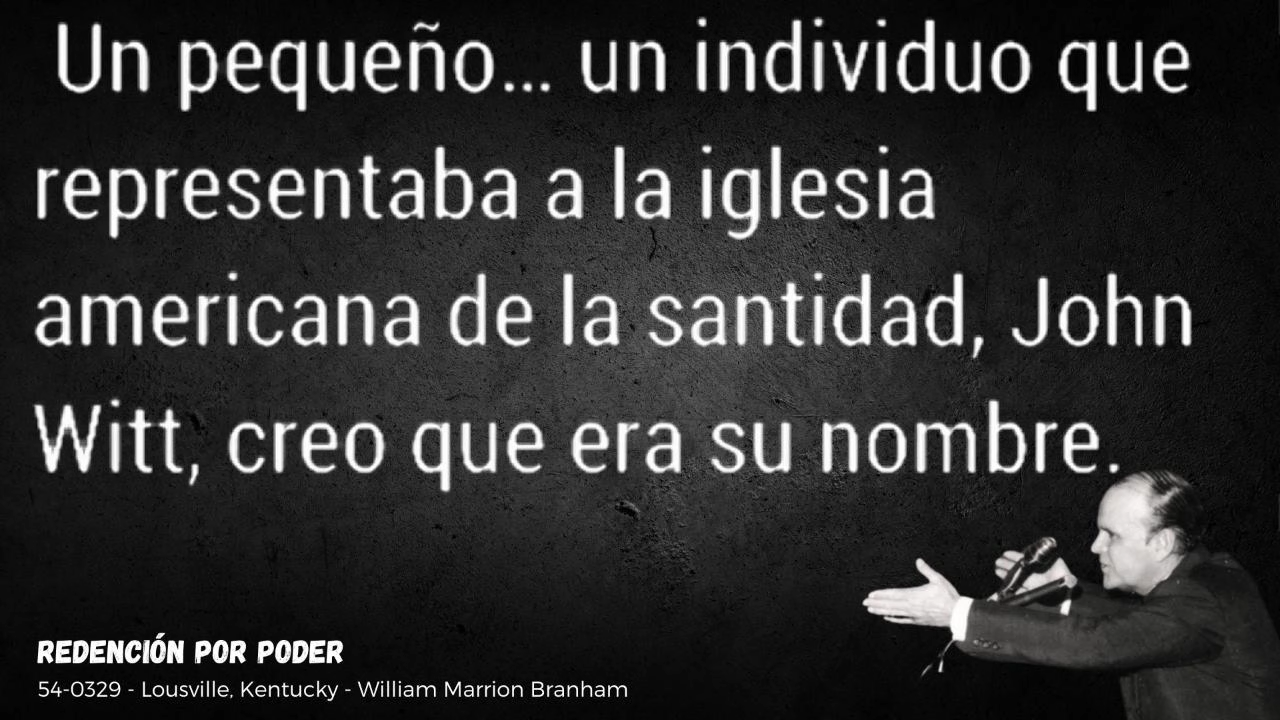 Un pequeño... un individuo que
representaba a la iglesia
americana de la santidad, John
Witt, creo que era su nombre.
REDENCIÓN POR PODER
54-0329 - Lousville, Kentucky - William Marrion Branham